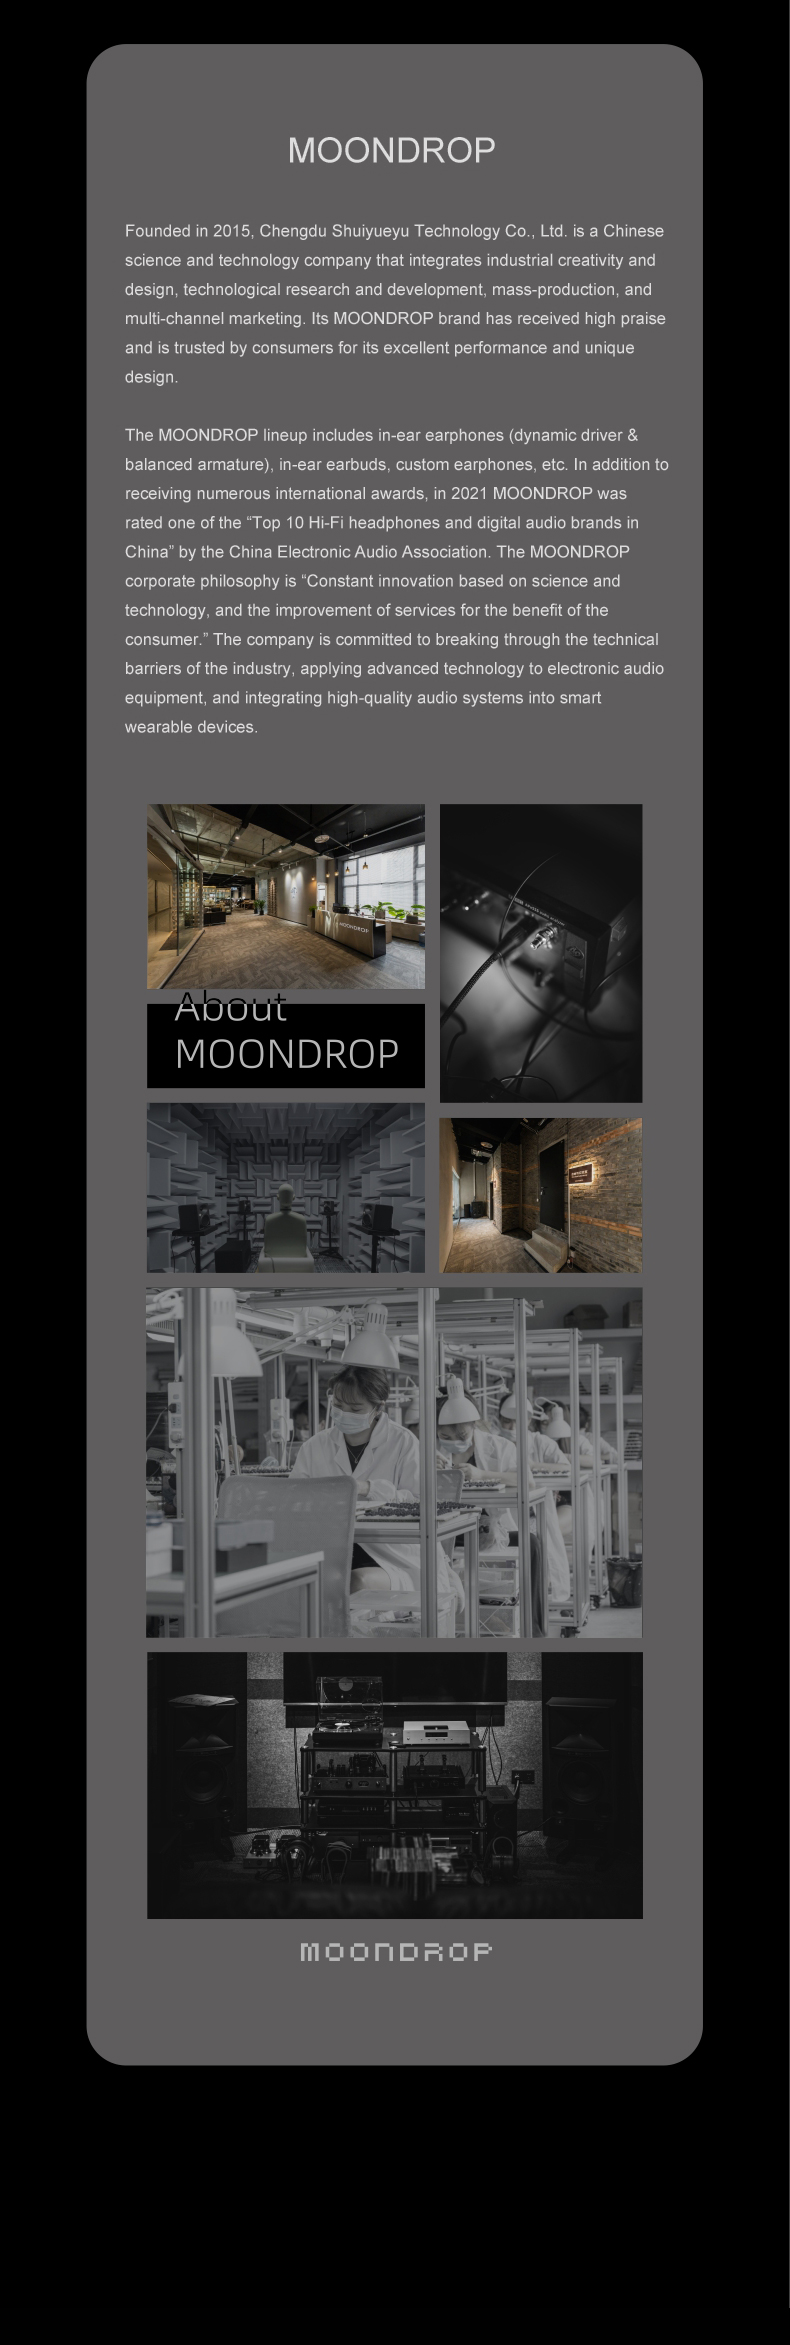 MOONDROP
Founded in 2015, Chengdu Shuiyueyu Technology Co., Ltd. is a Chinese
science and technology company that integrates industrial creativity and
design, technological research and development, mass-production, and
multi-channel marketing. Its MOONDROP brand has received high praise
and is trusted by consumers for its excellent performance and unique
design.
The MOONDROP lineup includes in-ear earphones (dynamic driver &
balanced armature), in-ear earbuds, custom earphones, etc. In addition to
receiving numerous international awards, in 2021 MOONDROP was
rated one of the “Top 10 Hi-Fi headphones and digital audio brands in
China” by the China Electronic Audio Association. The MOONDROP
corporate philosophy is “Constant innovation based on science and
technology, and the improvement of services for the benefit of the
consumer.” The company is committed to breaking through the technical
barriers of the industry, applying advanced technology to electronic audio
equipment, and integrating high-quality audio systems into smart
wearable devices.
MOONDROP
About
MOONDROP
MOONDROP